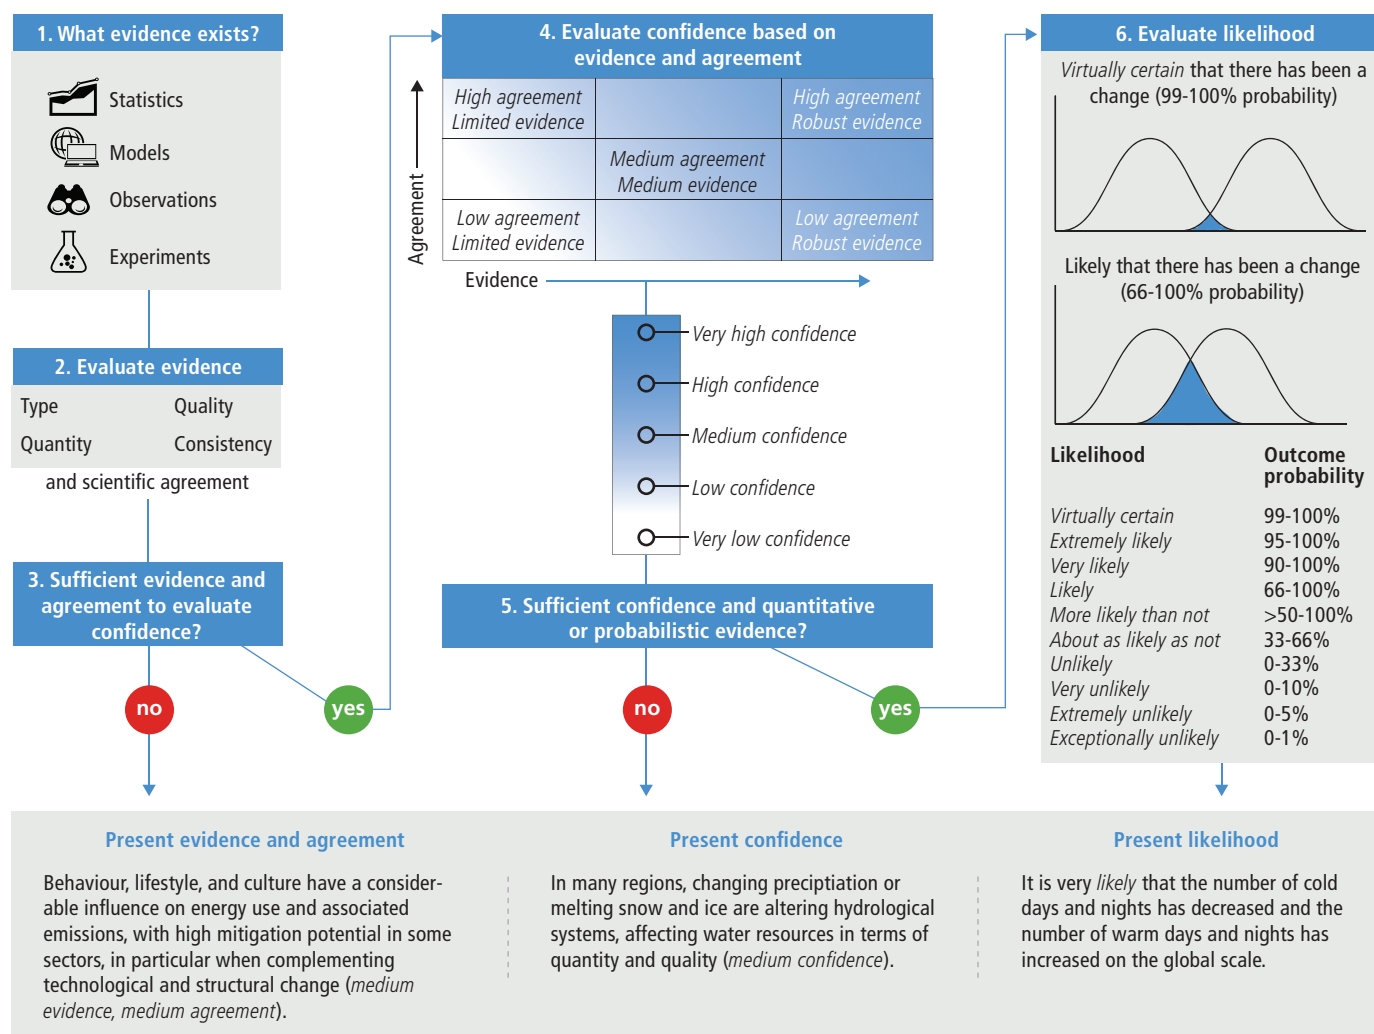 1. What evidence exists?
Statistics
Models
Observations
Experiments
2. Evaluate evidence
Type
Quality
Quantity
Consistency
and scientific agreement
3. Sufficient evidence and
agreement to evaluate
confidence?
no
yes
4. Evaluate confidence based on
evidence and agreement
Agreement
High agreement
Limited evidence
High agreement
Robust evidence
Medium agreement
Medium evidence
Low agreement
Limited evidence
Low agreement
Robust evidence
Evidence
Very high confidence
High confidence
Medium confidence
Low confidence
Very low confidence
5. Sufficient confidence and quantitative
or probabilistic evidence?
no
yes
6. Evaluate likelihood
Virtually certain that there has been a
change (99-100% probability)
Likely that there has been a change
(66-100% probability)
Likelihood
Outcome
probability
Virtually certain 99-100%
Extremely likely 95-100%
Very likely 90-100%
Likely 66-100%
More likely than not >50-100%
About as likely as not 33-66%
Unlikely 0-33%
Very unlikely 0-10%
Extremely unlikely 0-5%
Exceptionally unlikely 0-1%
Present evidence and agreement
Behaviour, lifestyle, and culture have a consider-
able influence on energy use and associated
emissions, with high mitigation potential in some
sectors, in particular when complementing
technological and structural change (medium
evidence, medium agreement).
Present confidence
In many regions, changing preciptiation or
melting snow and ice are altering hydrological
systems, affecting water resources in terms of
quantity and quality (medium confidence).
Present likelihood
It is very likely that the number of cold
days and nights has decreased and the
number of warm days and nights has
increased on the global scale.